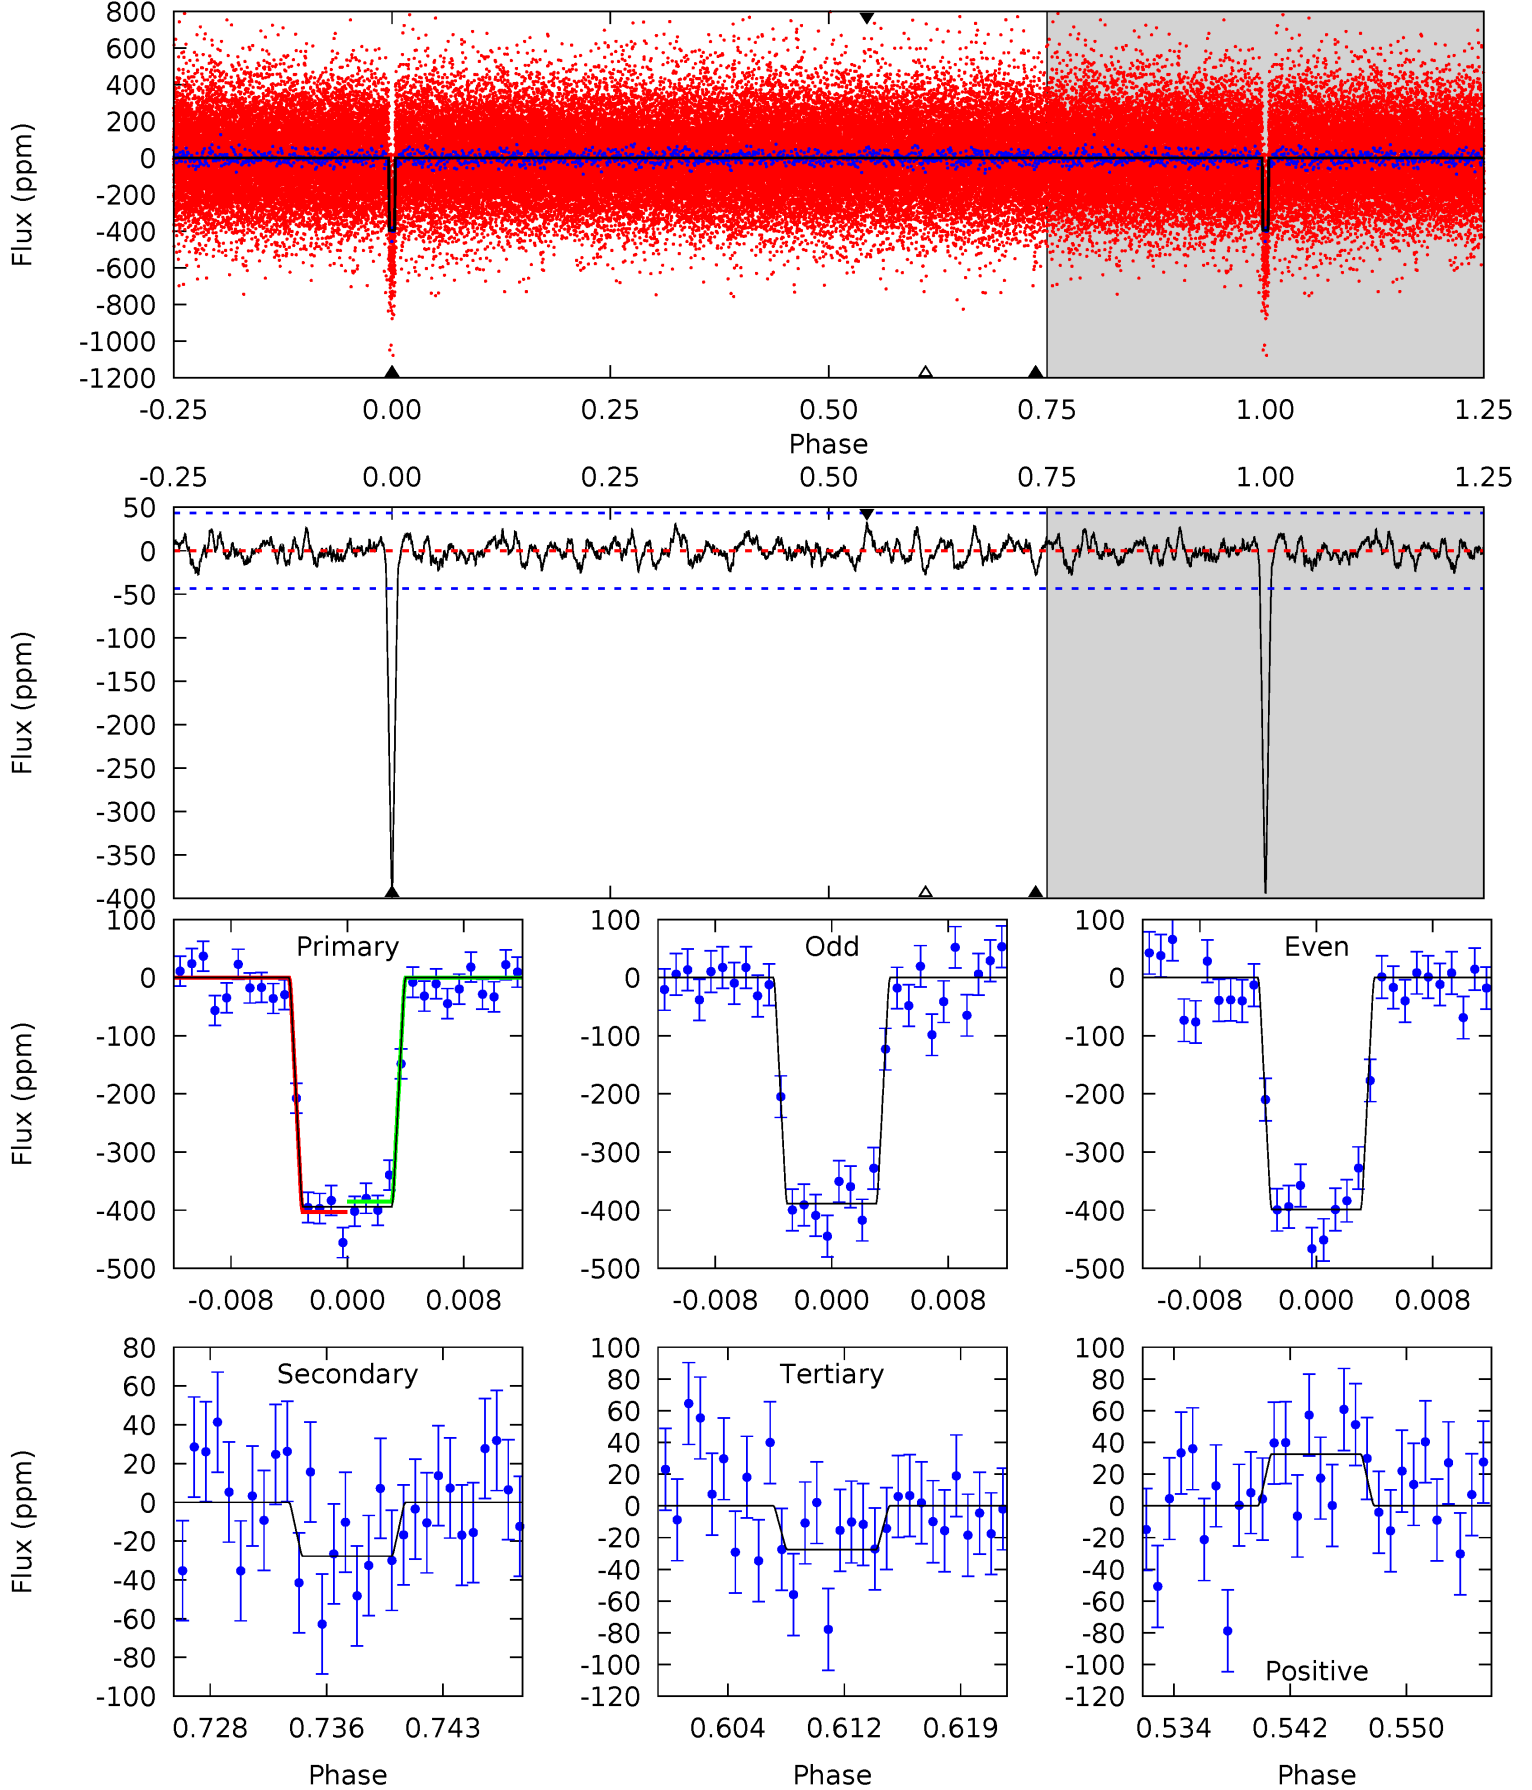 800
600
400
200
0
-200
-400
-600
-800
-1000
-1200
Flux (ppm)
-0.25 0.00 0.25 0.50 0.75 1.00 1.25
Phase
-0.25 0.00 0.25 0.50 0.75 1.00 1.25
50
0
-50
-100
-150
-200
-250
-300
-350
-400
Flux (ppm)
Primary Odd Even
100 100 100
0 0 0
-100 -100 -100
-200 -200 -200
-300 -300 -300
-400 -400 -400
-500 -500 -500
Flux (ppm)
-0.008 0.000 0.008 -0.008 0.000 0.008 -0.008 0.000 0.008
Secondary Tertiary Positive
80 100 100
60 80 80
40 60 60
20 40 40
0 20 20
-20 0 0
-40 -20 -20
-60 -40 -40
-80 -60 -60
-100 -80 -80
-100 -100
-120 -120
Flux (ppm)
0.728 0.736 0.743 0.604 0.612 0.619 0.534 0.542 0.550
Phase Phase Phase